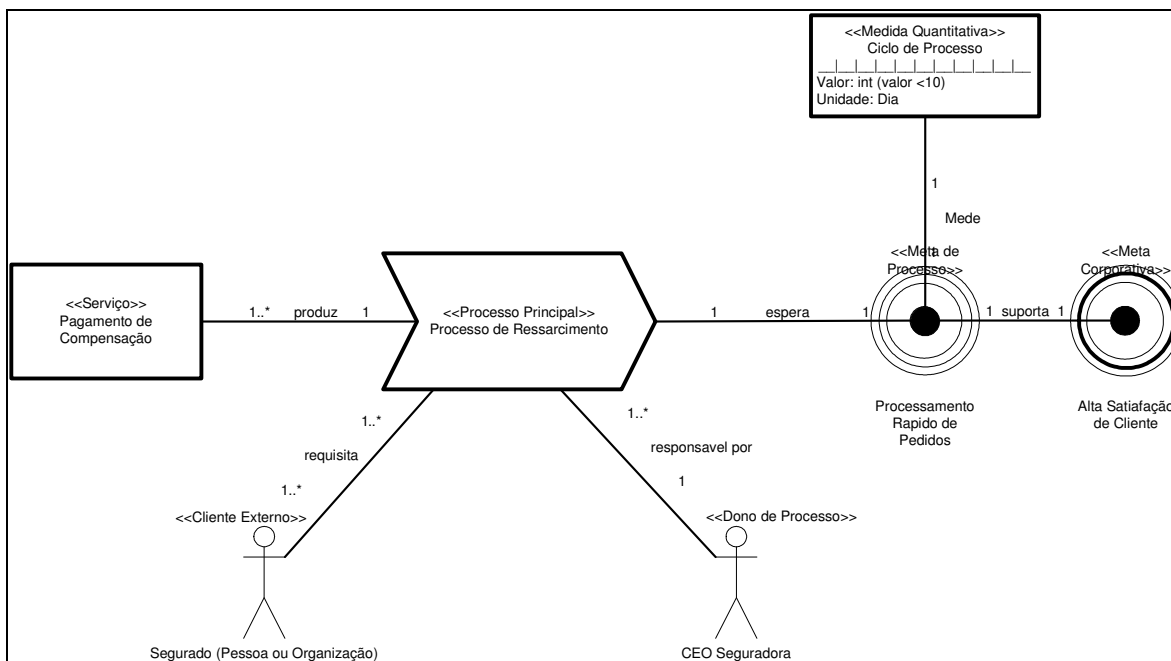 <<Medida Quantitativa>>
Ciclo de Processo
Valor: int (valor <10)
Unidade: Dia
1
Mede
1
<<Meta de
Processo>>
<<Meta
Corporativa>>
<<Serviço>>
Pagamento de
Compensação
1..* produz 1
<<Processo Principal>>
Processo de Ressarcimento
1 espera 1
1 suporta 1
Processamento
Rapido de
Pedidos
Alta Satiafação
de Cliente
1..*
requisita
1..*
1..*
responsavel por
1
<<Cliente Externo>>
<<Dono de Processo>>
Segurado (Pessoa ou Organização)
CEO Seguradora